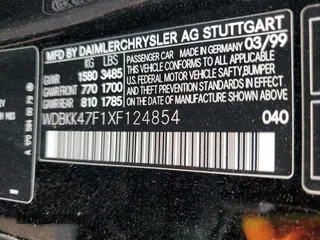 MFD BY DAIMLERCHRYSLER AG STUTTGART
PASSENGER CAR MADE IN GERMANY 03/99
KG LB
GVWR 1580 3485
GAWR FRONT 770 1700
GAWR REAR 810 1785
THIS VEHICLE CONFORMS TO ALL APPLICABLE
U.S. FEDERAL MOTOR VEHICLE SAFETY, BUMPER
AND THEFT PREVENTION STANDARDS IN EFFECT ON
THE DATE OF MANUFACTURE SHOWN ABOVE.
WDBKK47F1XF124854 040